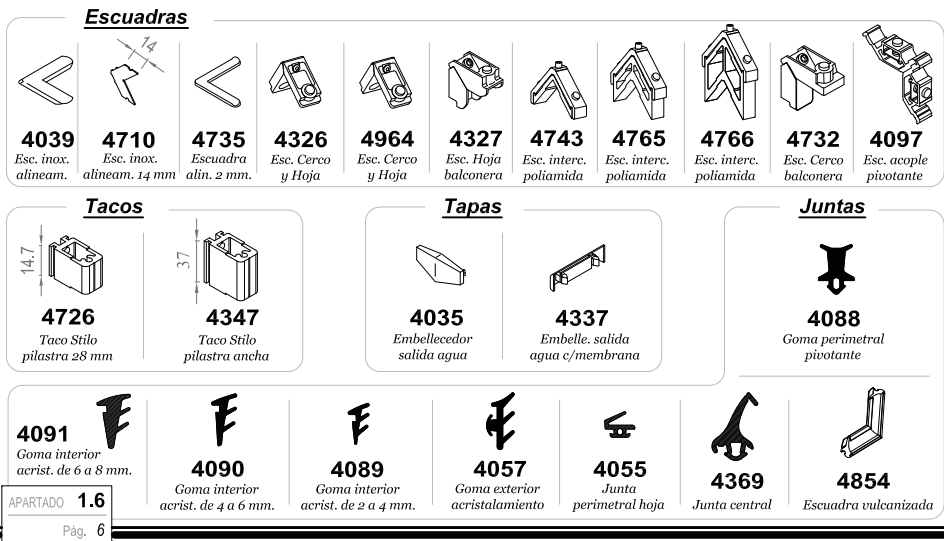 Escuadras
14
4039
Esc. inox.
alineam.
4710
Esc. inox.
alineam. 14 mm
4735
Escuadra
alin. 2 mm.
4326
Esc. Cerco
y Hoja
4964
Esc. Cerco
y Hoja
4327
Esc. Hoja
balconera
4743
Esc. interc.
poliamida
4765
Esc. interc.
poliamida
4766
Esc. interc.
poliamida
4732
Esc. Cerco
balconera
4097
Esc. acople
pivotante
Tacos
14.7
4726
Taco Stilo
pilastra 28 mm
37
4347
Taco Stilo
pilastra ancha
Tapas
4035
Embellecedor
salida agua
4337
Embelle. salida
agua c/membrana
Juntas
4088
Goma perimetral
pivotante
4091
Goma interior
acrist. de 6 a 8 mm.
4090
Goma interior
acrist. de 4 a 6 mm.
4089
Goma interior
acrist. de 2 a 4 mm.
4057
Goma exterior
acristalamiento
4055
Junta
perimetral hoja
4369
Junta central
4854
Escuadra vulcanizada
APARTADO 1.6
Pág. 6